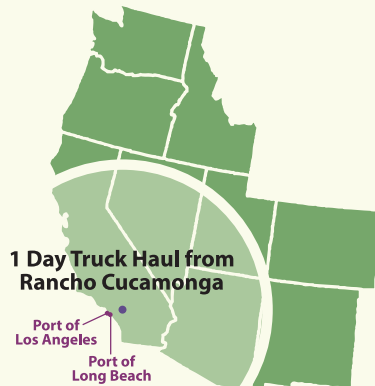 1 Day Truck Haul from
Rancho Cucamonga
Port of
Los Angeles
Port of
Long Beach